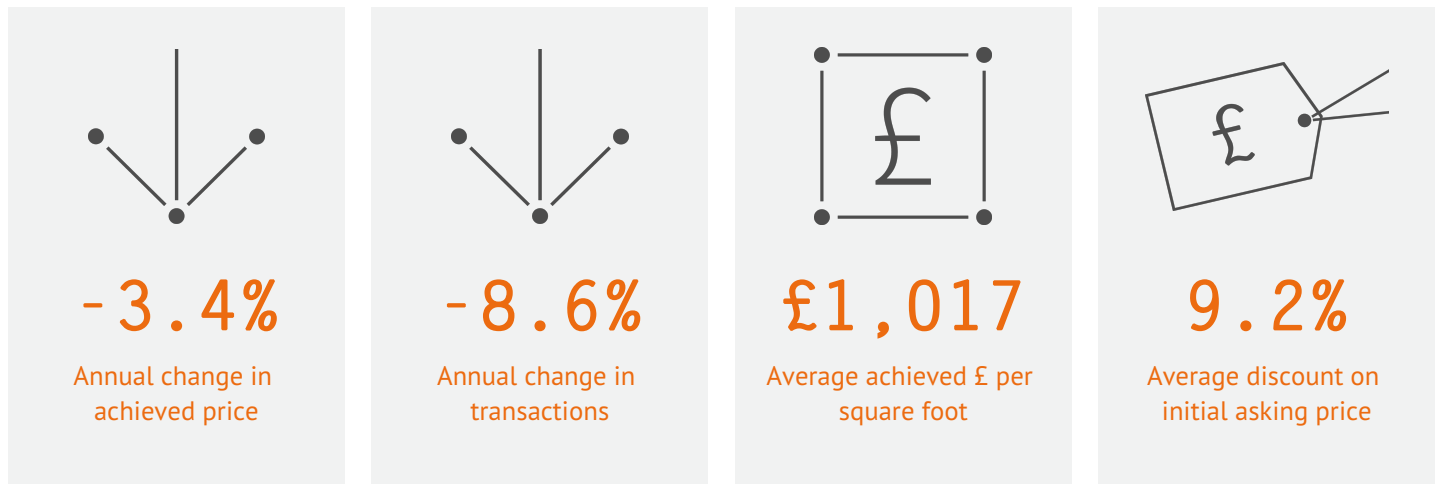 £
£
-3.4%
-8.6%
£1,017
9.2%
Annual change in
achieved price
Annual change in
transactions
Average achieved £ per
square foot
Average discount on
initial asking price